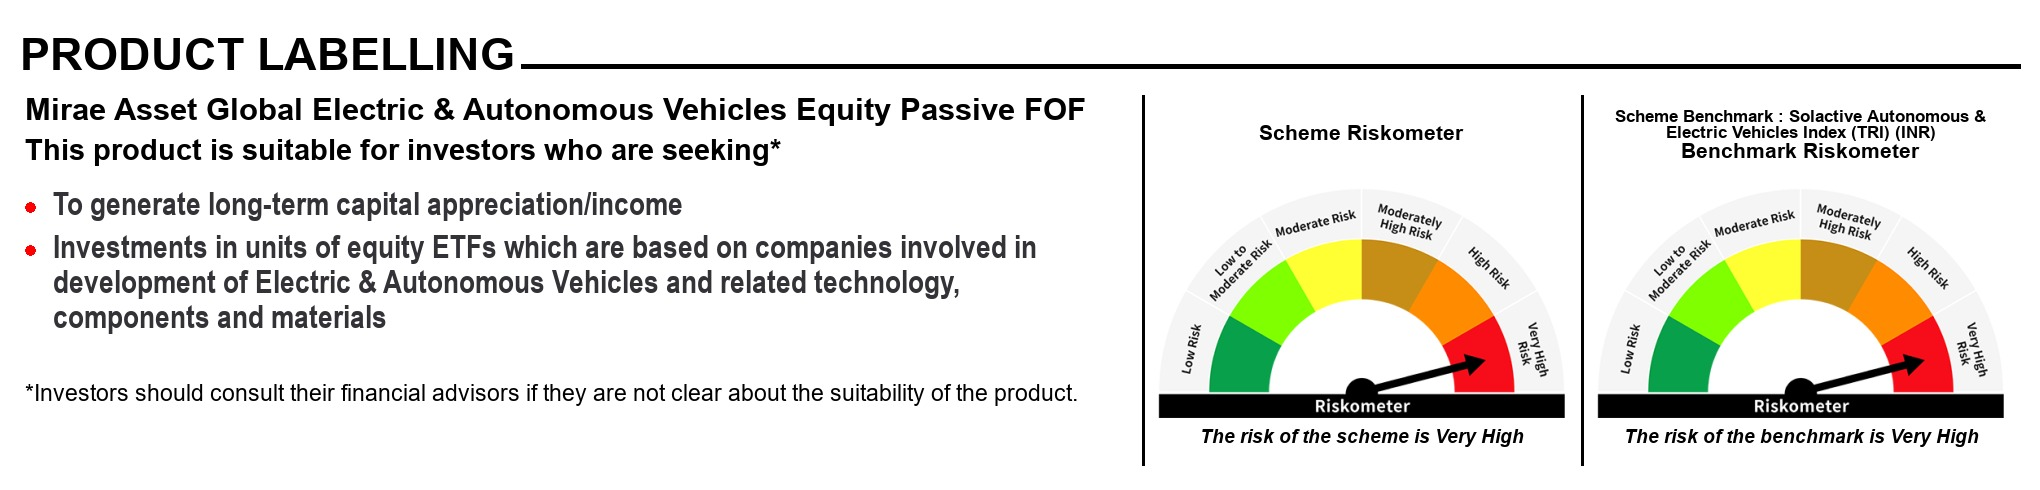 PRODUCT LABELLING
Mirae Asset Global Electric & Autonomous Vehicles Equity Passive FOF
This product is suitable for investors who are seeking*
To generate long-term capital appreciation/income
Investments in units of equity ETFs which are based on companies involved in
development of Electric & Autonomous Vehicles and related technology,
components and materials
*Investors should consult their financial advisors if they are not clear about the suitability of the product.
Scheme Riskometer
Low Risk
Low to
Moderate Risk
Moderate Risk
Moderately
High Risk
High Risk
Very High
Risk
Riskometer
The risk of the scheme is Very High
Scheme Benchmark : Solactive Autonomous &
Electric Vehicles Index (TRI) (INR)
Benchmark Riskometer
Low Risk
Low to
Moderate Risk
Moderate Risk
Moderately
High Risk
High Risk
Very High
Risk
Riskometer
The risk of the benchmark is Very High